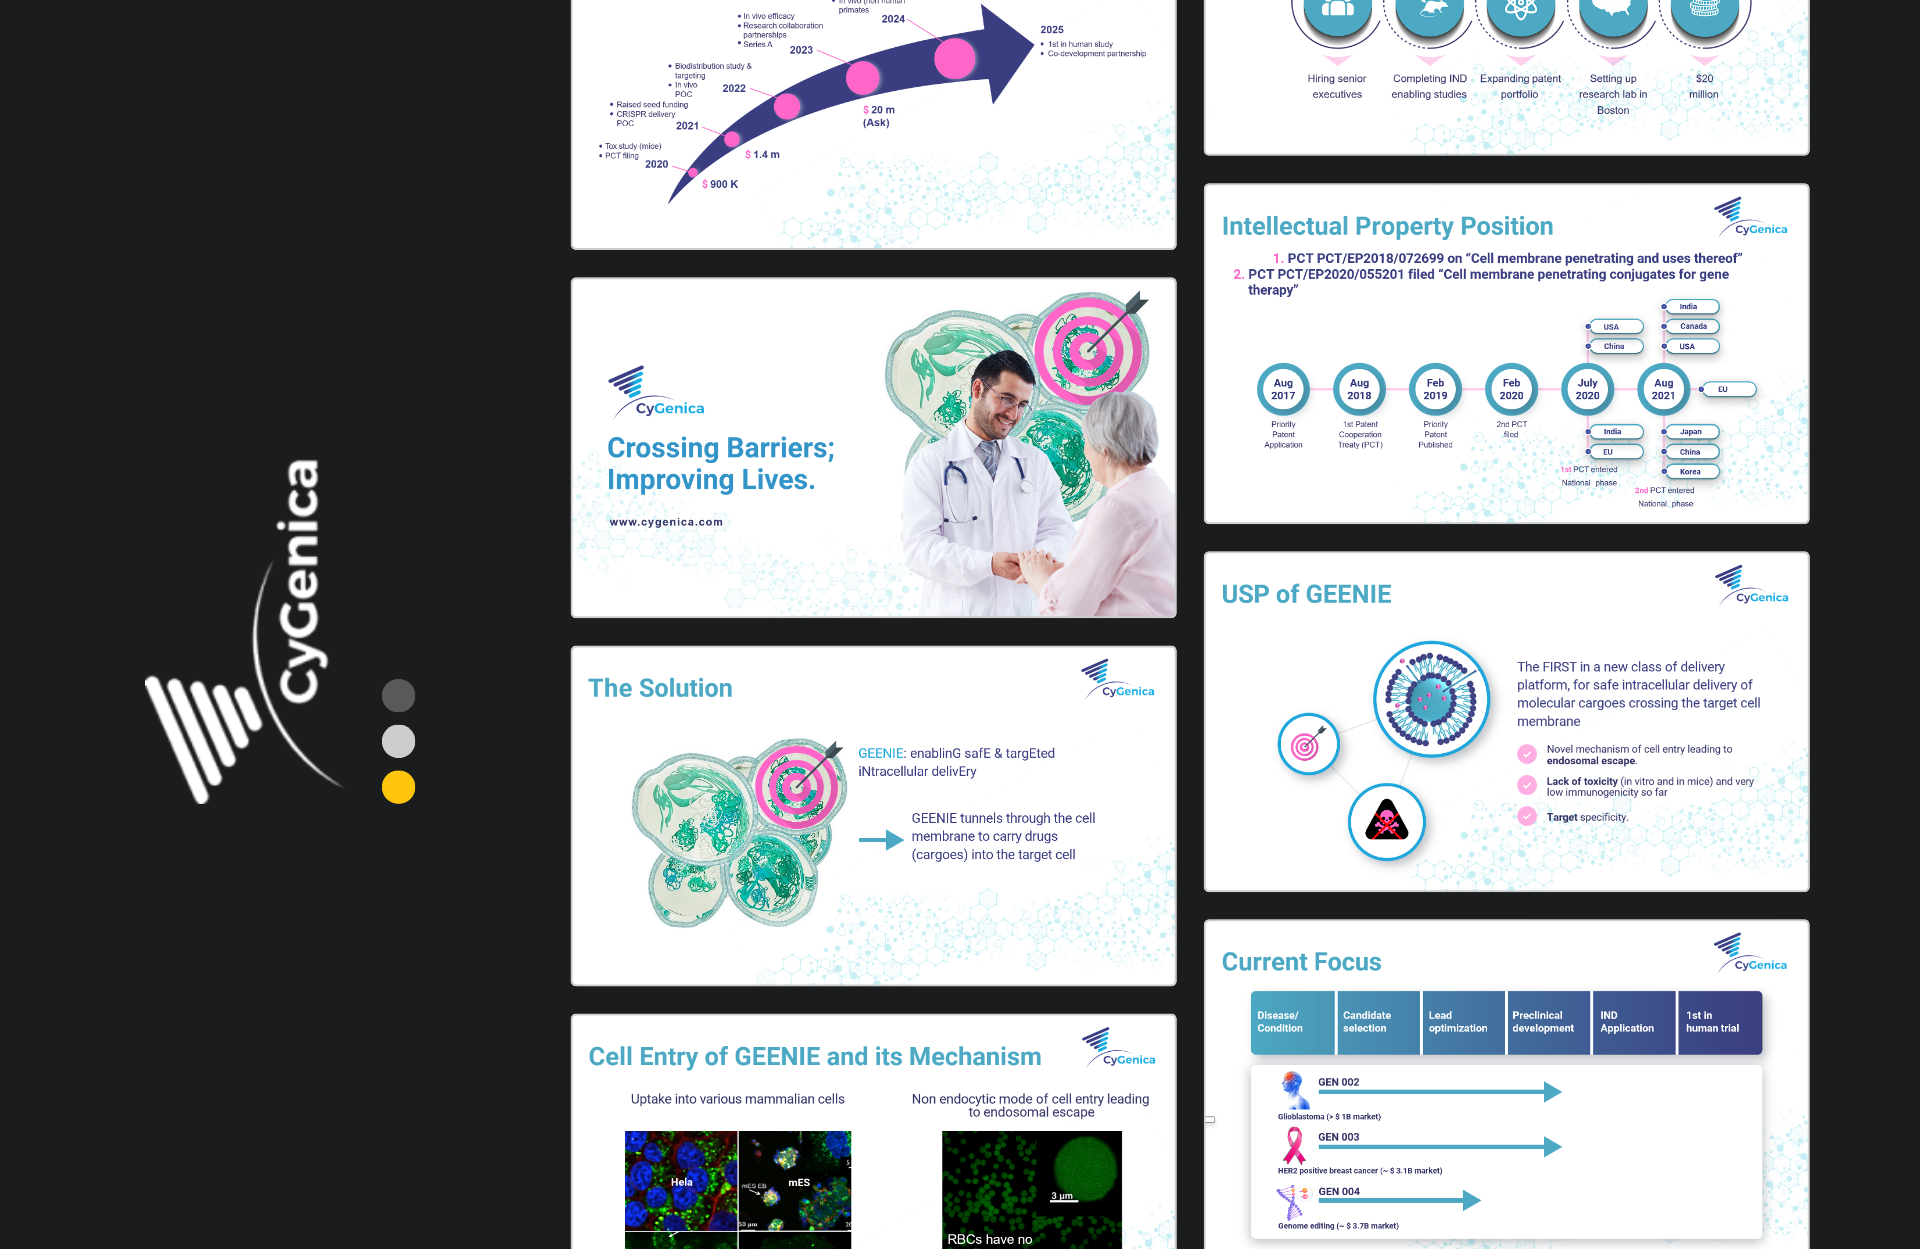 CyGenica
In vivo (non human
primates
2024
In vivo efficacy
Research collaboration
partnerships
Series A
2023
2025
1st in human study
Co-development partnership
Biodistribution study &
targeting
In vivo
POC
2022
Raised seed funding
CRISPR delivery
POC
2021
Tox study (mice)
PCT filing
2020
$ 20 m
(Ask)
$ 1.4 m
$ 900 K
CyGenica
Crossing Barriers;
Improving Lives.
www.cygenica.com
The Solution
CyGenica
GEENIE: enablinG safE & targEted
iNtracellular delivEry
GEENIE tunnels through the cell
membrane to carry drugs
(cargoes) into the target cell
Cell Entry of GEENIE and its Mechanism
CyGenica
Uptake into various mammalian cells
Non endocytic mode of cell entry leading
to endosomal escape
Hela
mES EB
mES
50 µm
3 µm
RBCs have no
Hiring senior
executives
Completing IND
enabling studies
Expanding patent
portfolio
Setting up
research lab in
Boston
$20
million
Intellectual Property Position
CyGenica
1. PCT PCT/EP2018/072699 on “Cell membrane penetrating and uses thereof”
2. PCT PCT/EP2020/055201 filed “Cell membrane penetrating conjugates for gene
therapy”
India
Canada
USA
USA
China
Aug
2017
Aug
2018
Feb
2019
Feb
2020
July
2020
Aug
2021
EU
Priority
Patent
Application
1st Patent
Cooperation
Treaty (PCT)
Priority
Patent
Published
2nd PCT
filed
India
EU
Japan
China
Korea
1st PCT entered
National phase
2nd PCT entered
National phase
USP of GEENIE
CyGenica
The FIRST in a new class of delivery
platform, for safe intracellular delivery of
molecular cargoes crossing the target cell
membrane
Novel mechanism of cell entry leading to
endosomal escape.
Lack of toxicity (in vitro and in mice) and very
low immunogenicity so far
Target specificity.
Current Focus
CyGenica
Disease/
Condition
Candidate
selection
Lead
optimization
Preclinical
development
IND
Application
1st in
human trial
GEN 002
Glioblastoma (> $ 1B market)
GEN 003
HER2 positive breast cancer (~ $ 3.1B market)
GEN 004
Genome editing (~ $ 3.7B market)